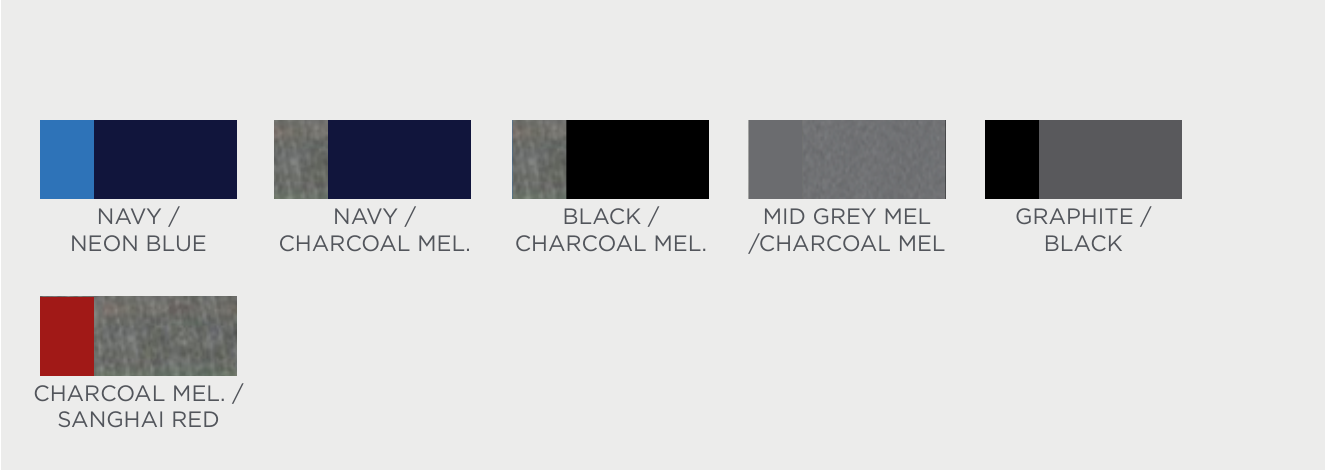 NAVY /
NEON BLUE
NAVY /
CHARCOAL MEL.
BLACK /
CHARCOAL MEL.
MID GREY MEL
/CHARCOAL MEL
GRAPHITE /
BLACK
CHARCOAL MEL. /
SANGHAI RED